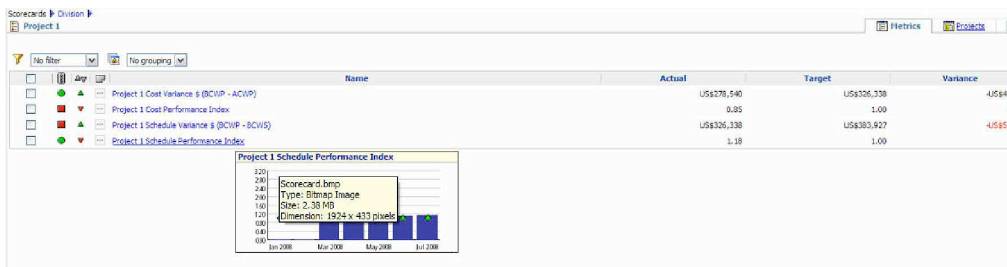 Scorecards Division
Project 1
Metrics Projects
No filter No grouping
Name Actual Target Variance
Project 1 Cost Variance $ (BCWP - ACWP) US$278,540 US$326,338 -US$4
Project 1 Cost Performance Index 0.85 1.00
Project 1 Schedule Variance $ (BCWP - BCWS) US$326,338 US$383,927 -US$5
Project 1 Schedule Performance Index 1.18 1.00
Project 1 Schedule Performance Index
3.20
2.80
2.40
2.00
1.60
1.20
0.80
0.40
0.00
Scorecard.bmp
Type: Bitmap Image
Size: 2.38 MB
Dimension: 1924 x 433 pixels
Jan 2008 Mar 2008 May 2008 Jul 2008